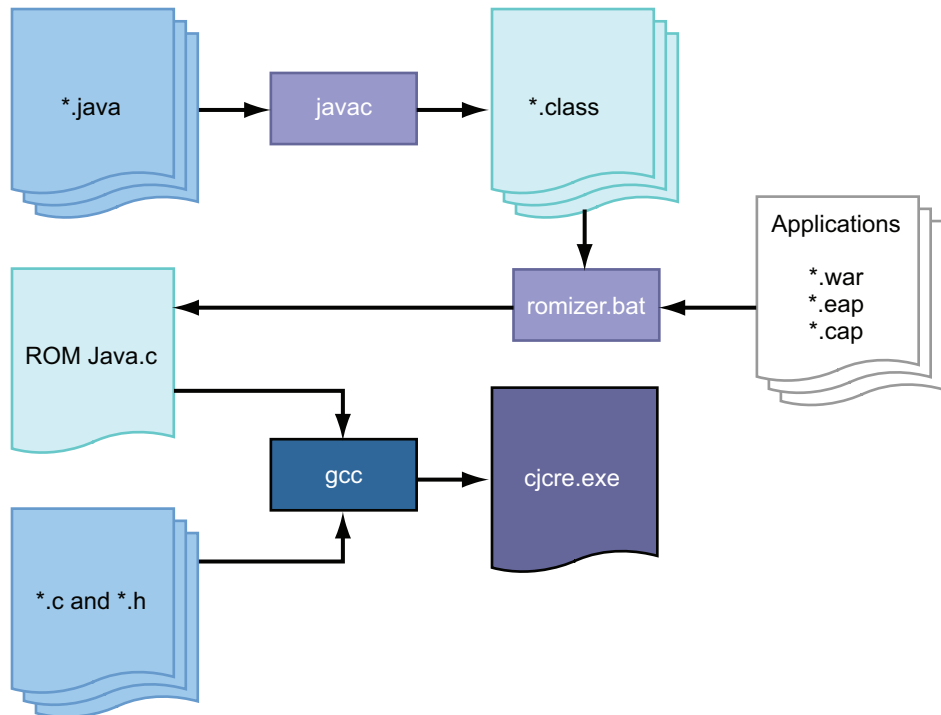 *.java
javac
*.class
Applications
*.war
*.eap
*.cap
romizer.bat
ROM Java.c
gcc
cjcre.exe
*.c and *.h